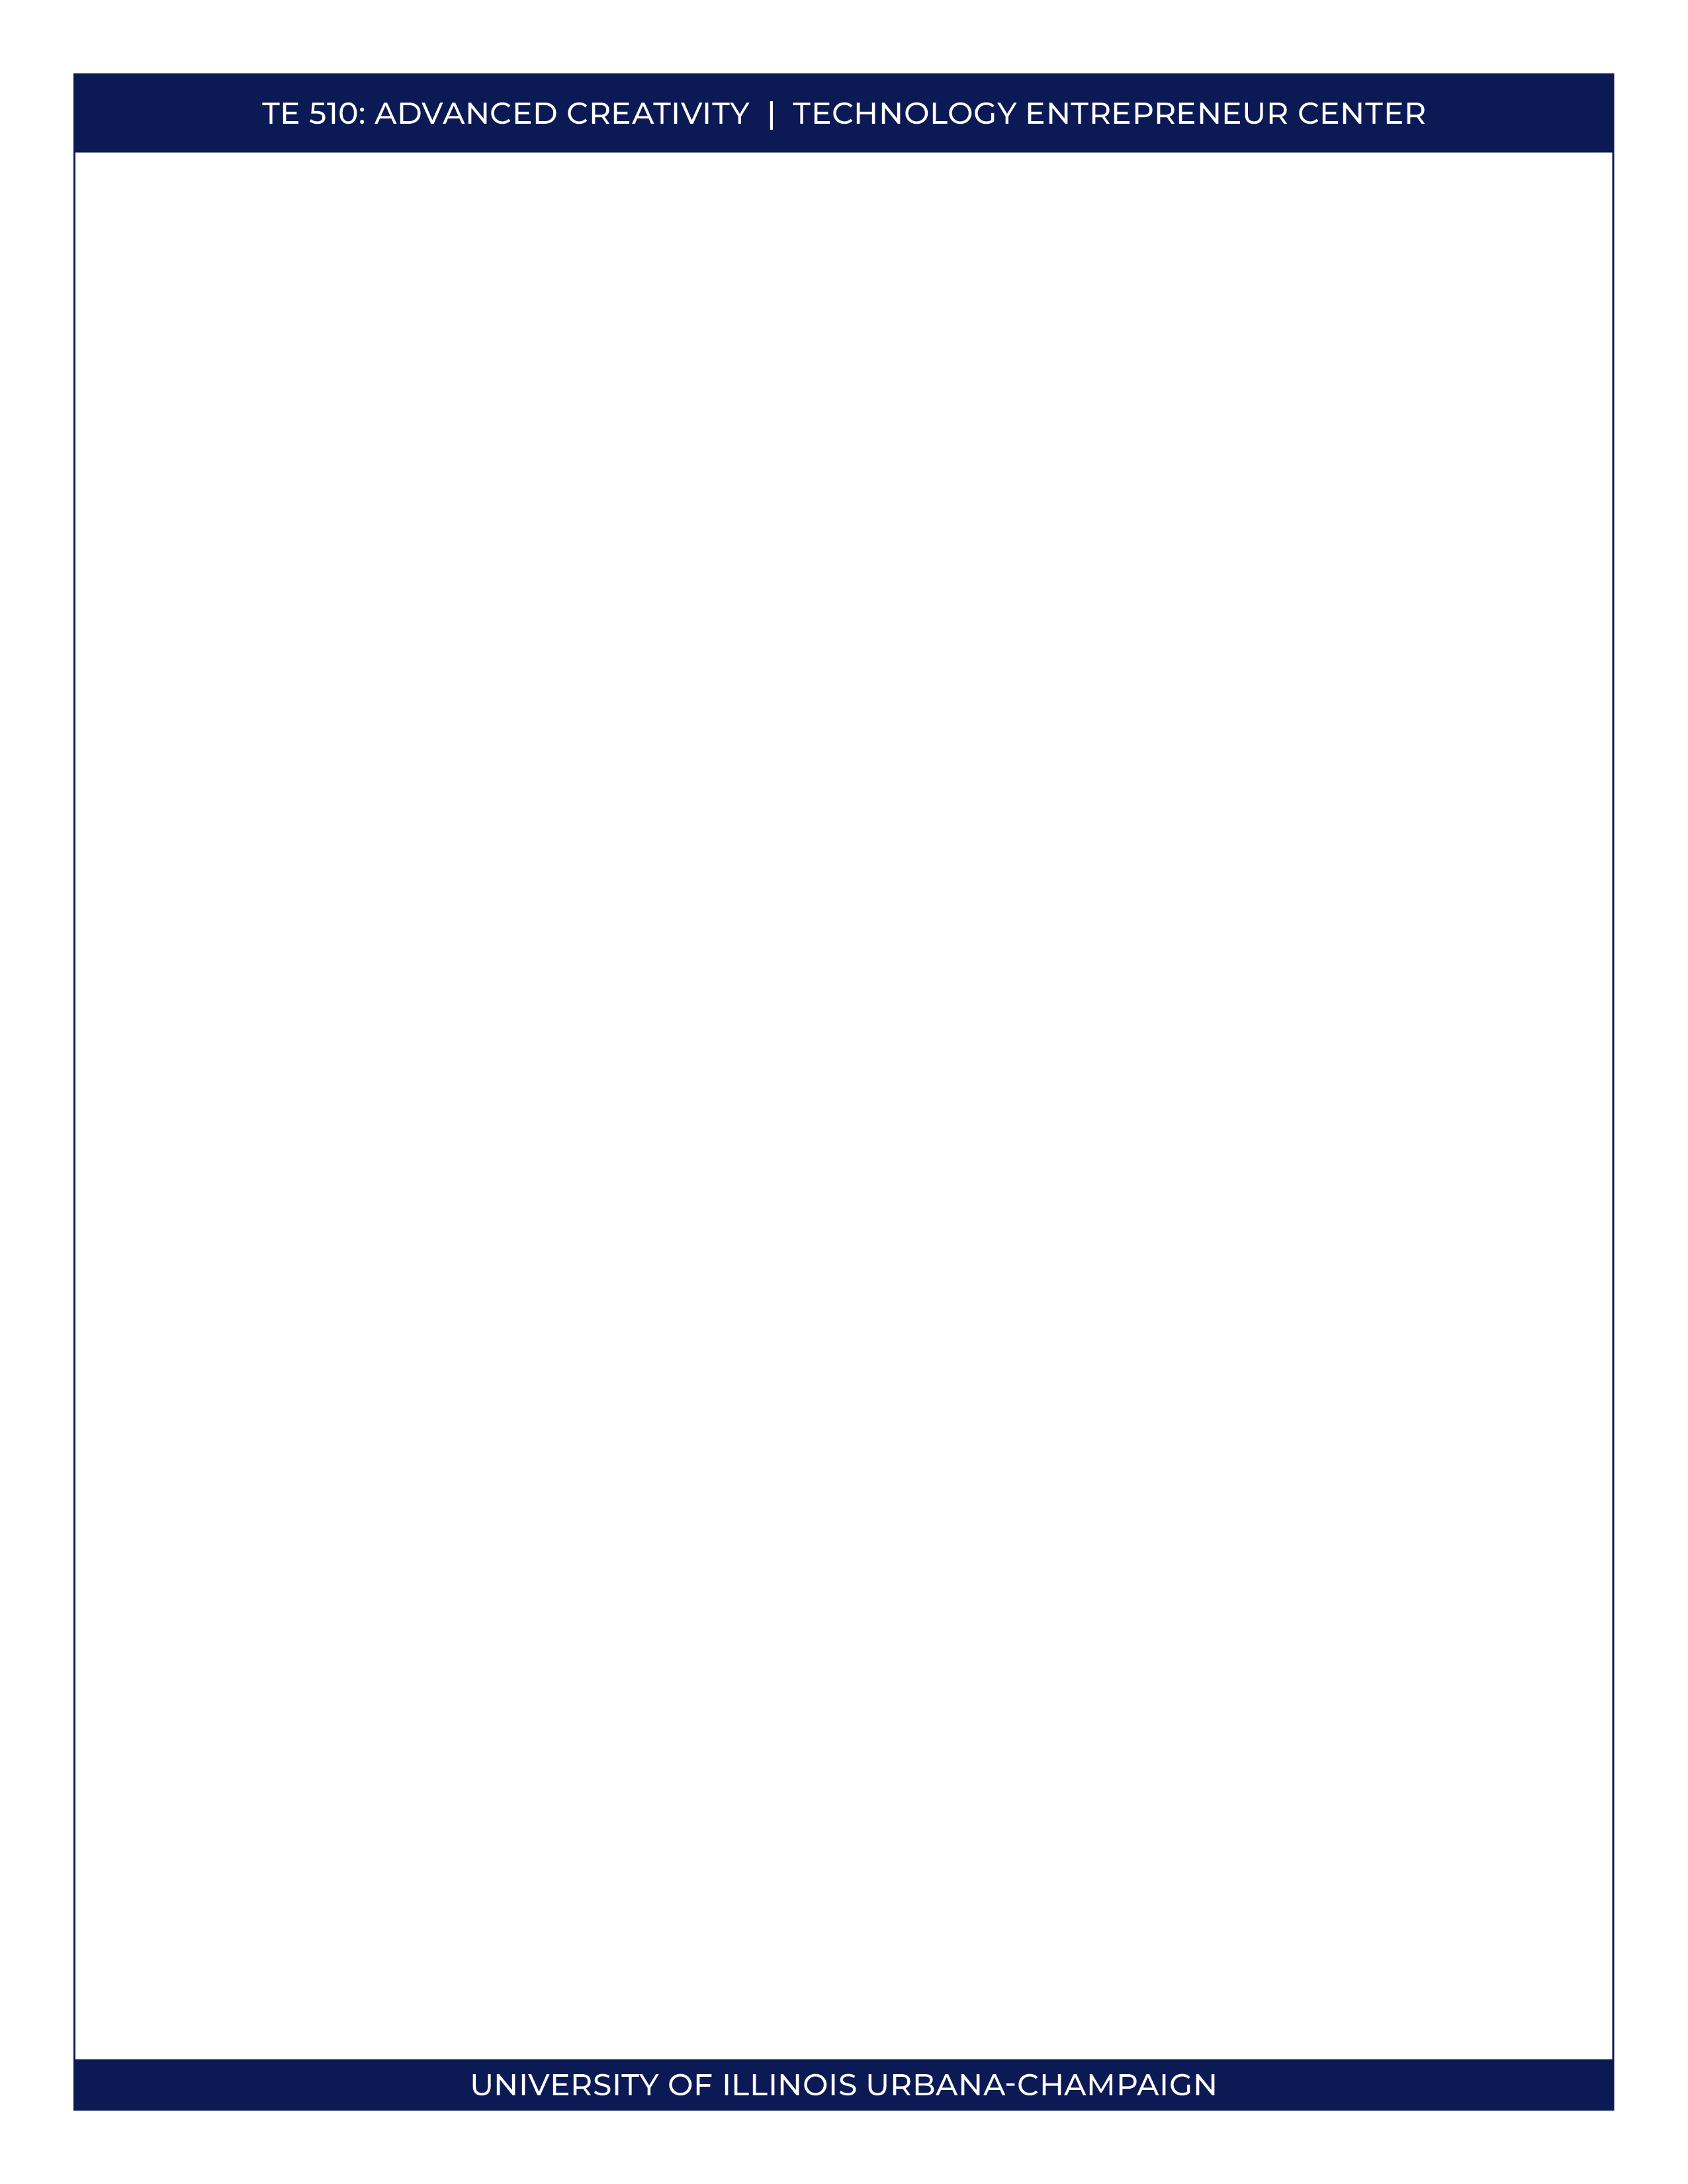 TE 510: ADVANCED CREATIVITY | TECHNOLOGY ENTREPRENEUR CENTER
UNIVERSITY OF ILLINOIS URBANA-CHAMPAIGN